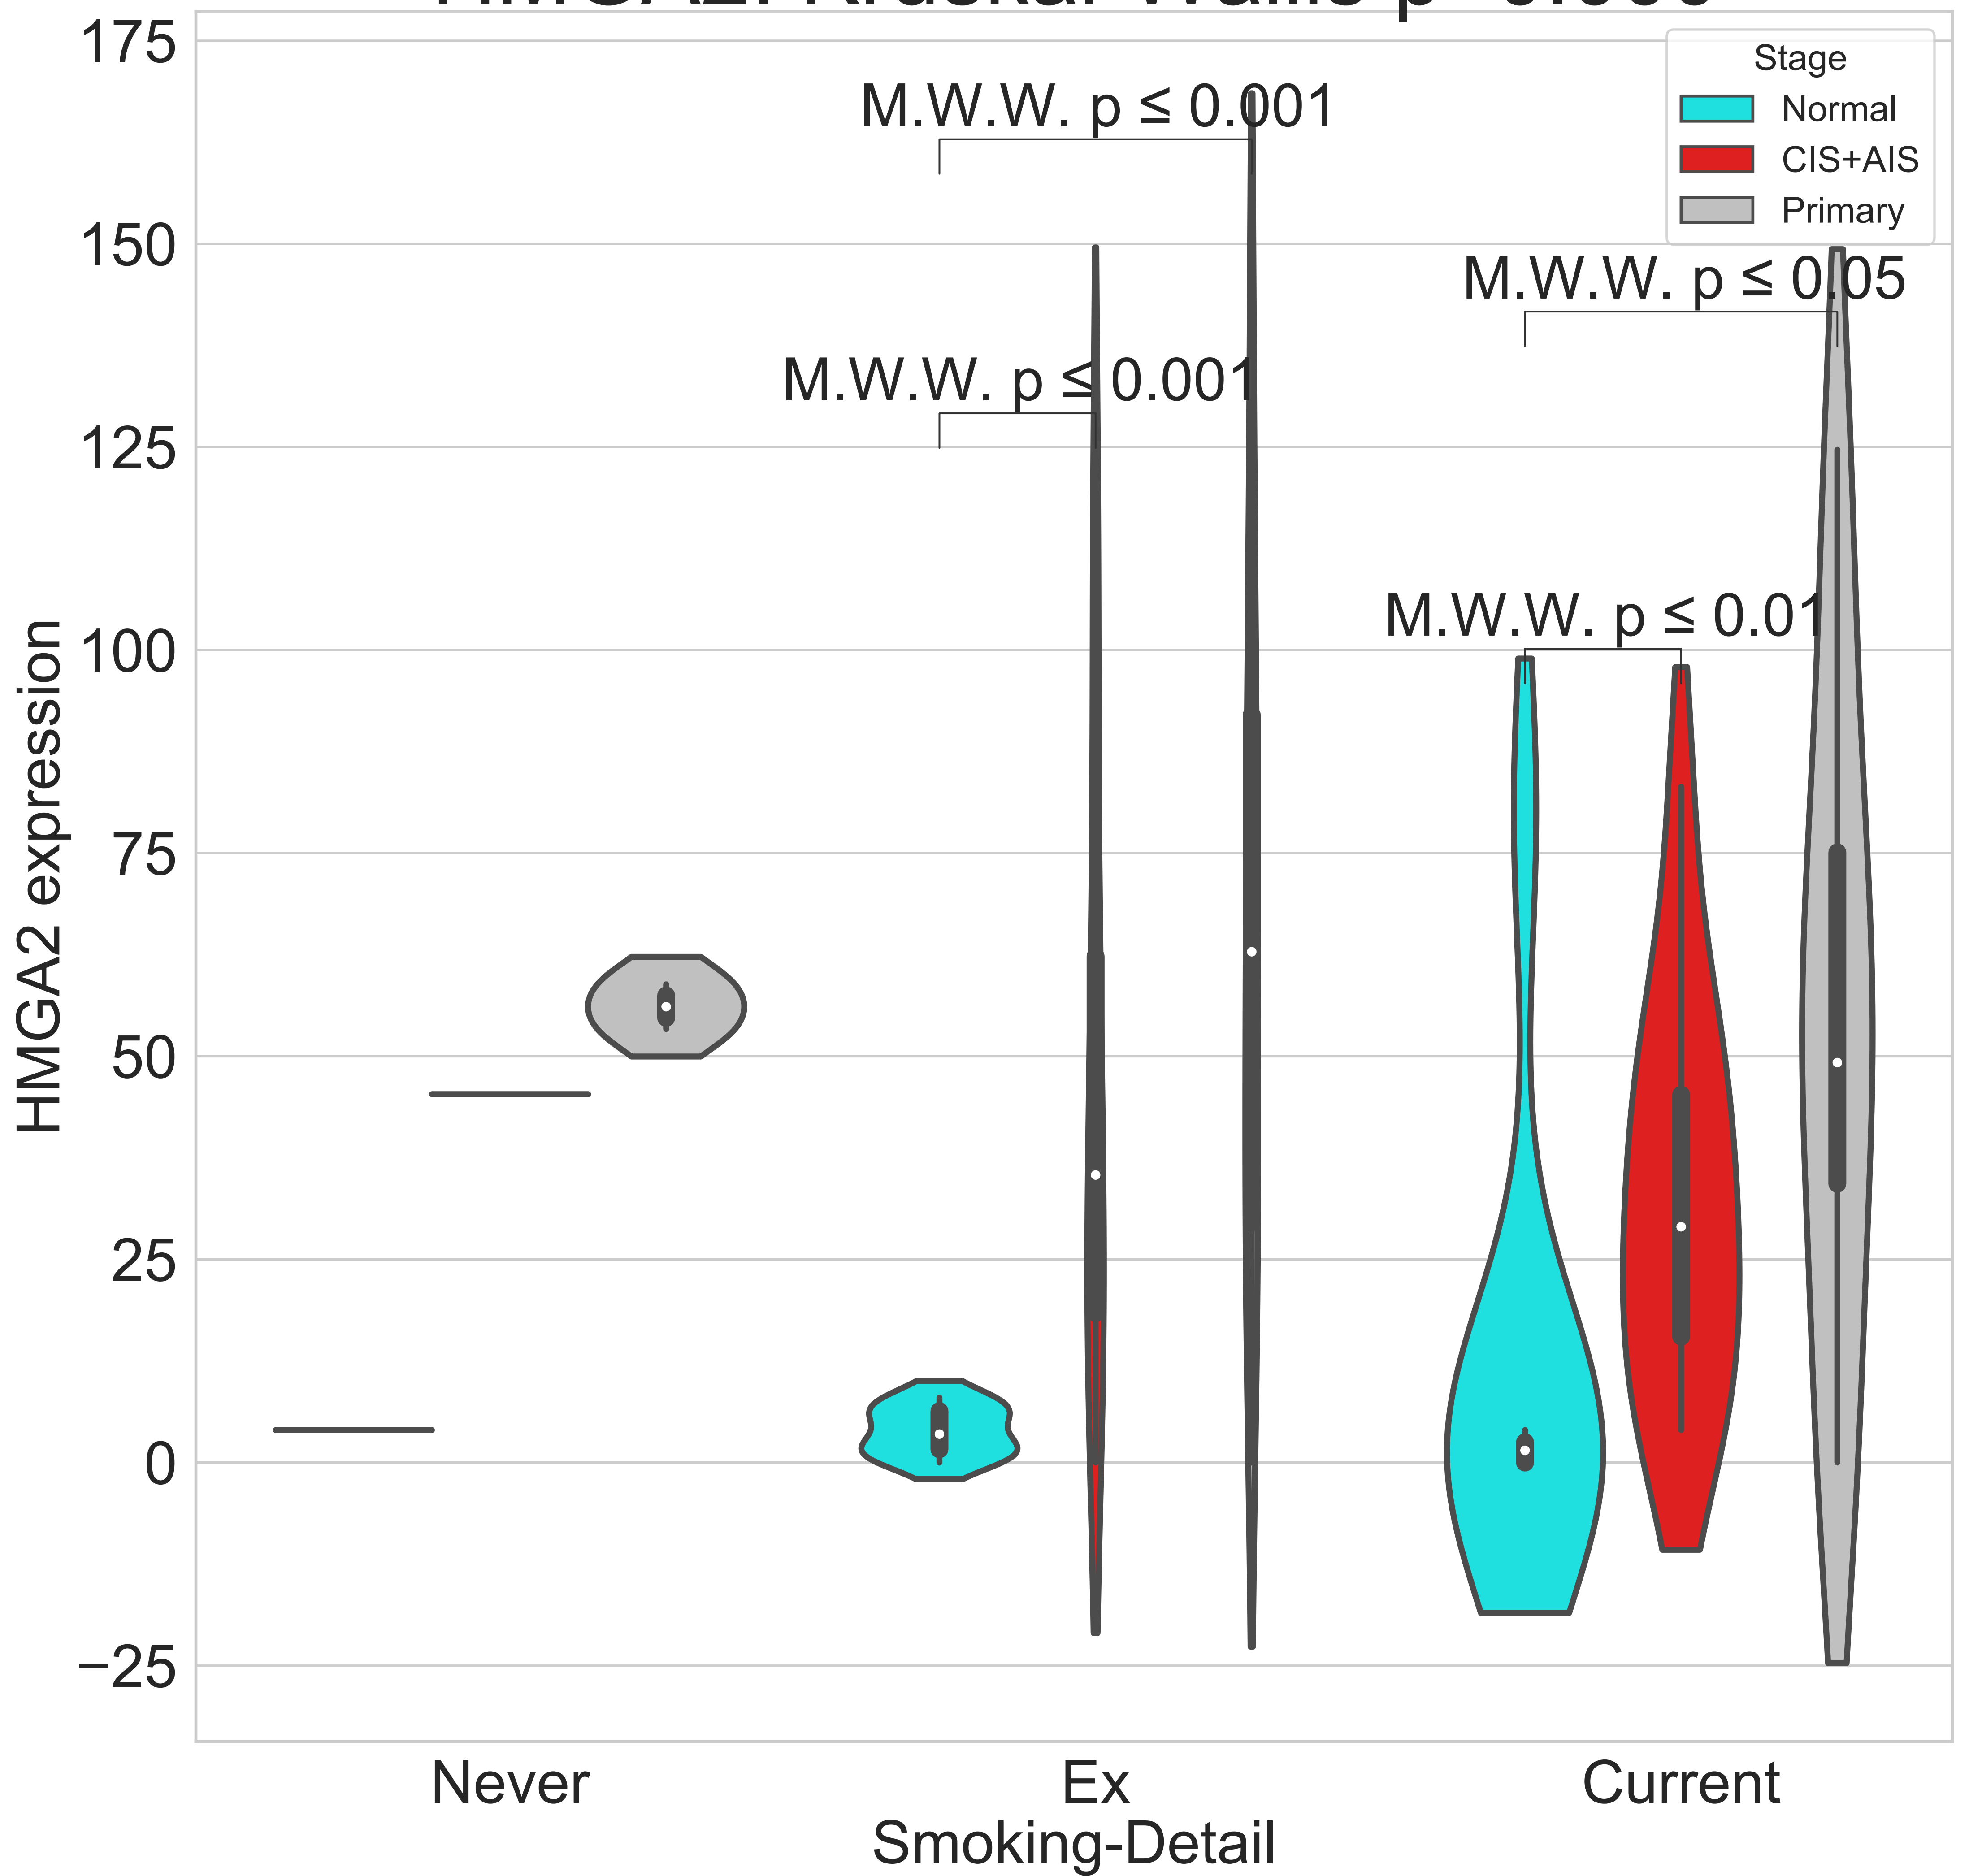 175
150
125
100
75
50
25
0
−25
HMGA2 expression
Stage
Normal
CIS+AIS
Primary
M.W.W. p ≤ 0.001
M.W.W. p ≤ 0.05
M.W.W. p ≤ 0.001
M.W.W. p ≤ 0.01
Never
Ex
Current
Smoking-Detail